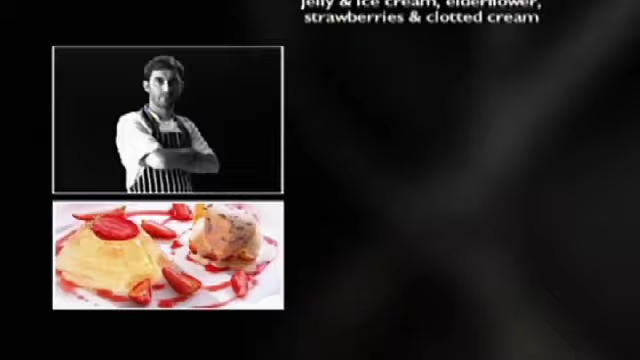 jelly & ice cream, elderflower,
strawberries & clotted cream